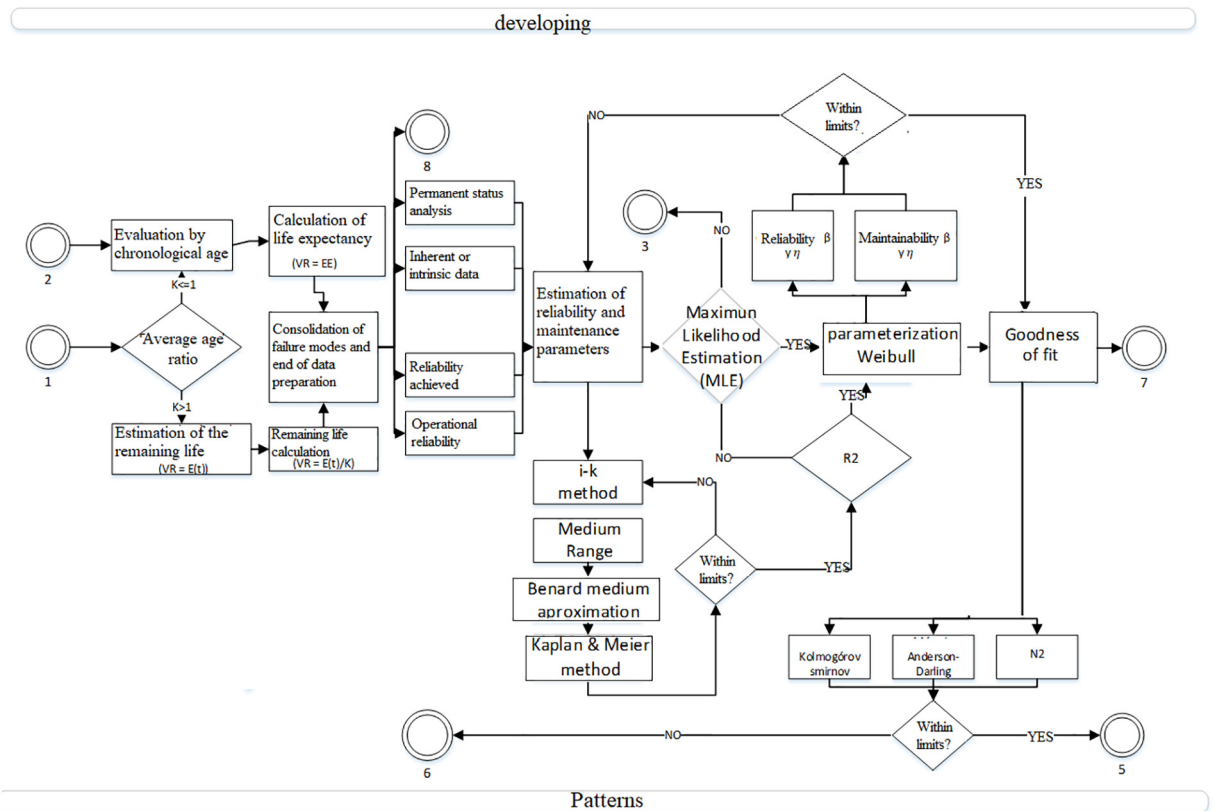 developing
Within
limits?
NO
YES
8
Permanent status
analysis
Inherent or
intrinsic data
Reliability
achieved
Operational
reliability
2
Evaluation by
chronological age
Calculation of
life expectancy
(VR = EE)
K<=1
1
"Average age
ratio
K>1
Estimation of the
remaining life
(VR = E(t))
Remaining life
calculation
(VR = E(t)/K)
Consolidation of
failure modes and
end of data
preparation
Estimation of
reliability and
maintenance
parameters
3
NO
Maximun
Likelihood
Estimation
(MLE)
YES
NO
Reliability β
γ η
Maintainability β
γ η
parameterization
Weibull
YES
R2
Goodness
of fit
7
i-k
method
NO
Medium
Range
Benard medium
aproximation
Kaplan & Meier
method
Within
limits?
YES
Kolmogórov
smirnov
Anderson-
Darling
N2
Within
limits?
NO
6
YES
5
Patterns